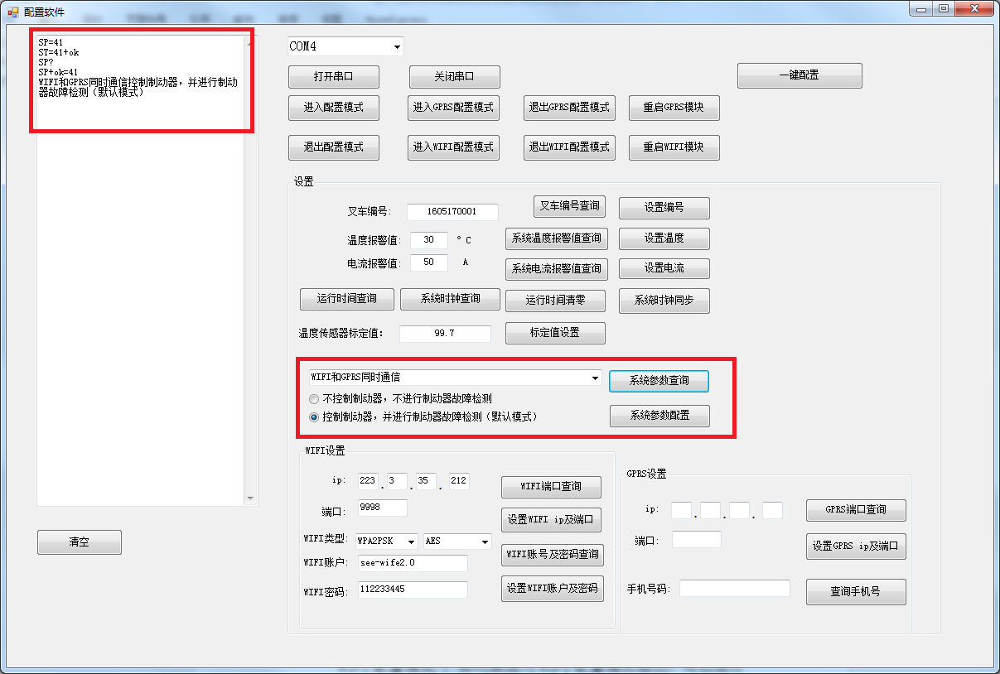 配置软件
SP=41
ST=41+ok
SP?
SP+ok=41
WIFI和GPRS同时通信控制制动器，并进行制动
器故障检测（默认模式）
COM4
打开串口 关闭串口 一键配置
进入配置模式 进入GPRS配置模式 退出GPRS配置模式 重启GPRS模块
退出配置模式 进入WIFI配置模式 退出WIFI配置模式 重启WIFI模块
设置
叉车编号: 1605170001 叉车编号查询 设置编号
温度报警值: 30 °C 系统温度报警值查询 设置温度
电流报警值: 50 A 系统电流报警值查询 设置电流
运行时间查询 系统时钟查询 运行时间清零 系统时钟同步
温度传感器标定值: 99.7 标定值设置
WIFI和GPRS同时通信 系统参数查询
不控制制动器，不进行制动器故障检测
控制制动器，并进行制动器故障检测（默认模式） 系统参数配置
WIFI设置
ip: 223 . 3 . 35 . 212 WIFI端口查询
端口: 9998 设置WIFI ip及端口
WIFI类型: WPA2PSK AES WIFI账号及密码查询
WIFI账户: see-wife2.0
WIFI密码: 112233445 设置WIFI账户及密码
GPRS设置
ip: . . . GPRS端口查询
端口: 设置GPRS ip及端口
手机号码: 查询手机号
清空